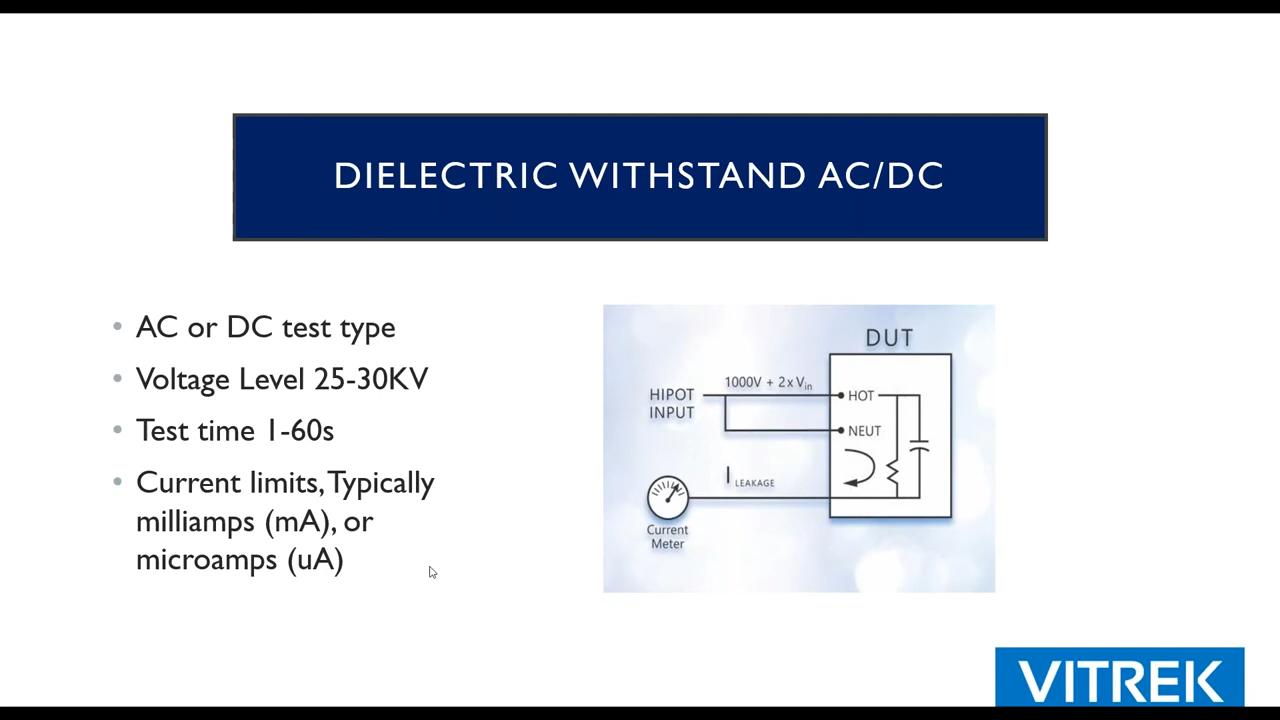 DIELECTRIC WITHSTAND AC/DC
• AC or DC test type
• Voltage Level 25-30KV
• Test time 1-60s
• Current limits, Typically
milliamps (mA), or
microamps (uA)
DUT
1000V + 2x Vin
HIPOT
INPUT
HOT
NEUT
I LEAKAGE
Current
Meter
VITREK